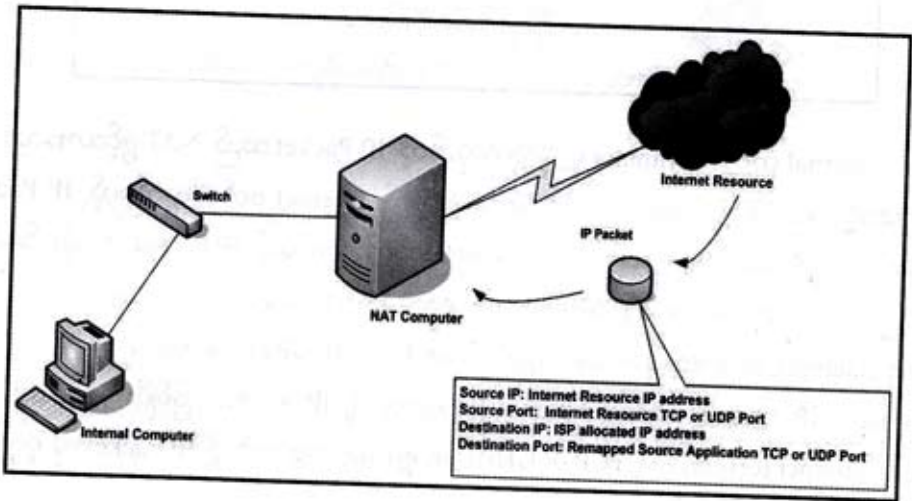 Switch
Internet Resource
IP Packet
NAT Computer
Internal Computer
Source IP: Internet Resource IP address
Source Port: Internet Resource TCP or UDP Port
Destination IP: ISP allocated IP address
Destination Port: Remapped Source Application TCP or UDP Port